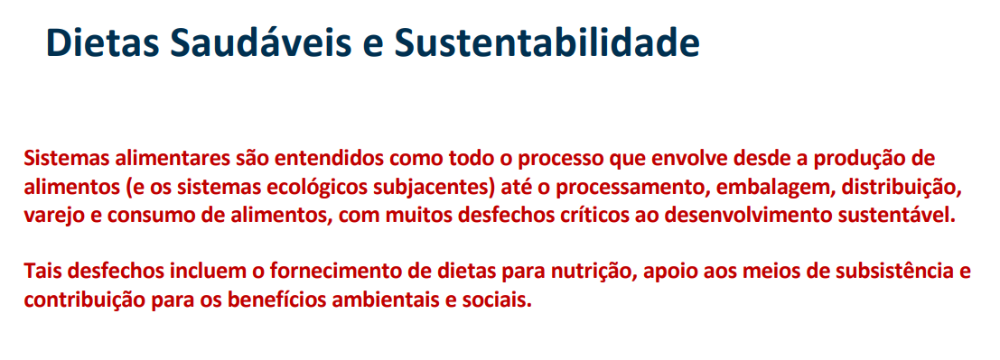 Dietas Saudáveis e Sustentabilidade
Sistemas alimentares são entendidos como todo o processo que envolve desde a produção de
alimentos (e os sistemas ecológicos subjacentes) até o processamento, embalagem, distribuição,
varejo e consumo de alimentos, com muitos desfechos críticos ao desenvolvimento sustentável.
Tais desfechos incluem o fornecimento de dietas para nutrição, apoio aos meios de subsistência e
contribuição para os benefícios ambientais e sociais.